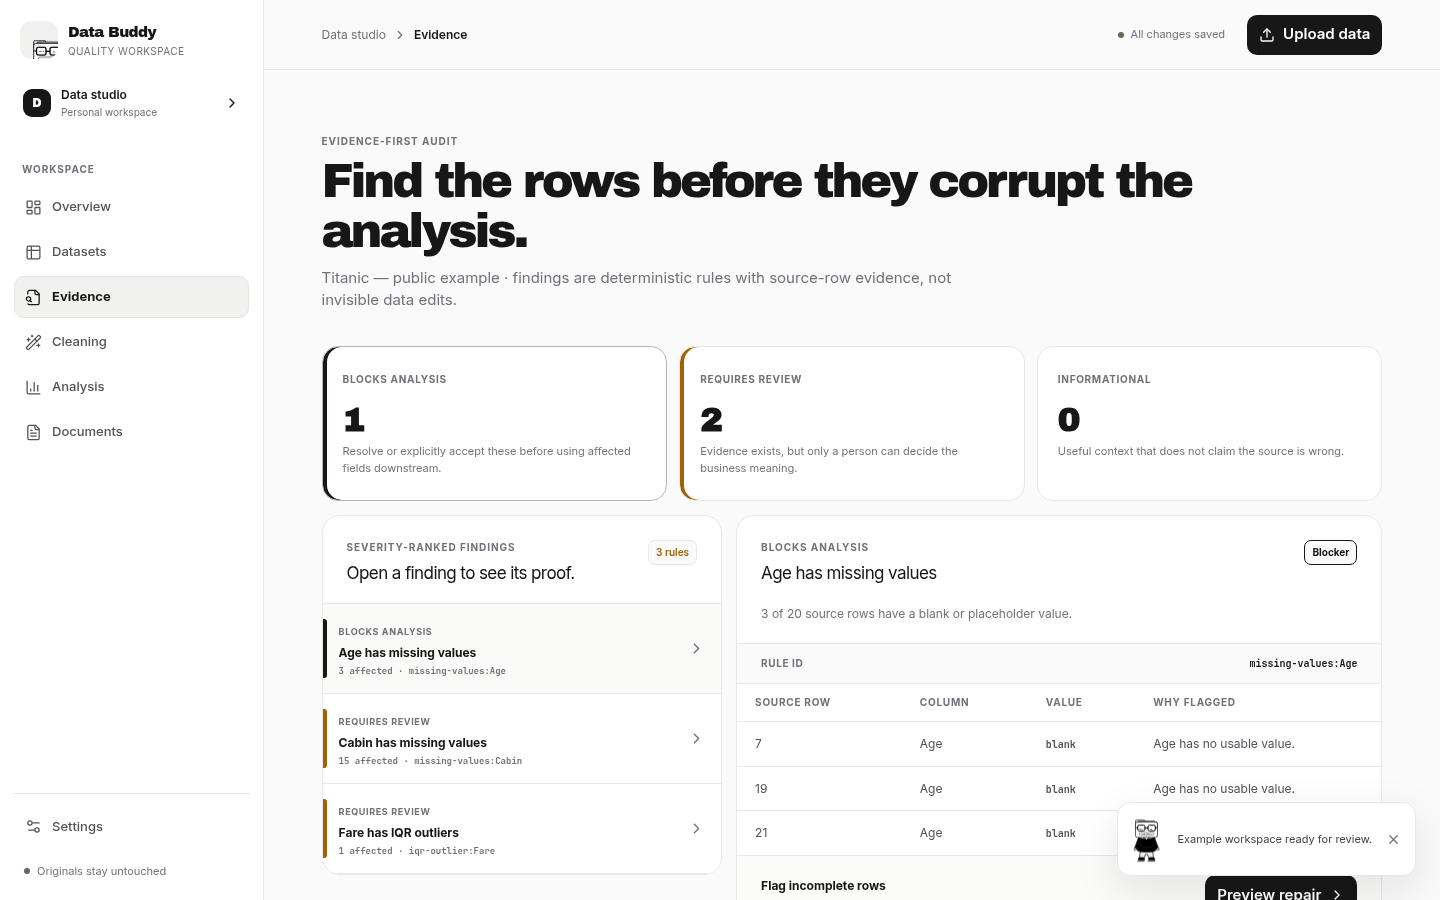 Data Buddy
QUALITY WORKSPACE
D
Data studio
Personal workspace
WORKSPACE
Overview
Datasets
Evidence
Cleaning
Analysis
Documents
Settings
Originals stay untouched
Data studio > Evidence
All changes saved
Upload data
EVIDENCE-FIRST AUDIT
Find the rows before they corrupt the
analysis.
Titanic — public example · findings are deterministic rules with source-row evidence, not
invisible data edits.
BLOCKS ANALYSIS
1
Resolve or explicitly accept these before using affected
fields downstream.
REQUIRES REVIEW
2
Evidence exists, but only a person can decide the
business meaning.
INFORMATIONAL
0
Useful context that does not claim the source is wrong.
SEVERITY-RANKED FINDINGS
3 rules
Open a finding to see its proof.
BLOCKS ANALYSIS
Age has missing values
3 affected · missing-values:Age
REQUIRES REVIEW
Cabin has missing values
15 affected · missing-values:Cabin
REQUIRES REVIEW
Fare has IQR outliers
1 affected · iqr-outlier:Fare
BLOCKS ANALYSIS
Blocker
Age has missing values
3 of 20 source rows have a blank or placeholder value.
RULE ID missing-values:Age
SOURCE ROW COLUMN VALUE WHY FLAGGED
7 Age blank Age has no usable value.
19 Age blank Age has no usable value.
21 Age blank
Example workspace ready for review.
Flag incomplete rows
Preview repair